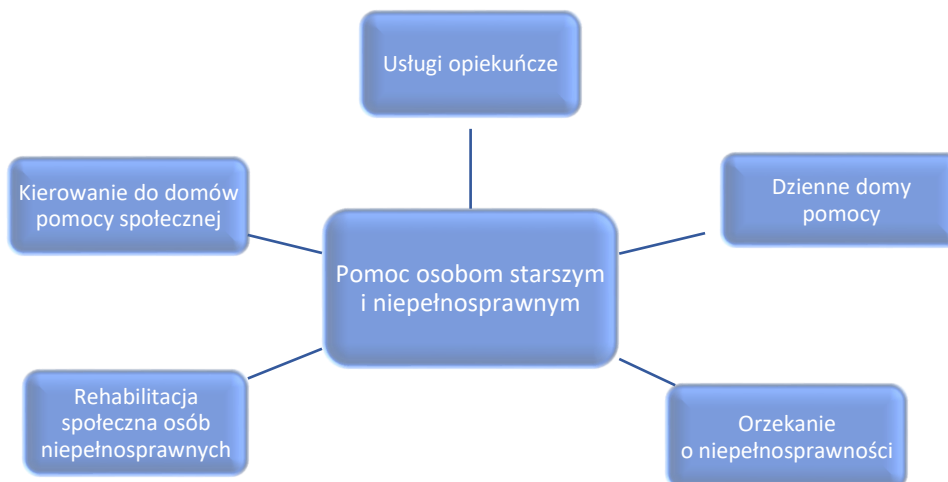 Usługi opiekuńcze
Kierowanie do domów
pomocy społecznej
Dzienne domy
pomocy
Pomoc osobom starszym
i niepełnosprawnym
Rehabilitacja
społeczna osób
niepełnosprawnych
Orzekanie
o niepełnosprawności